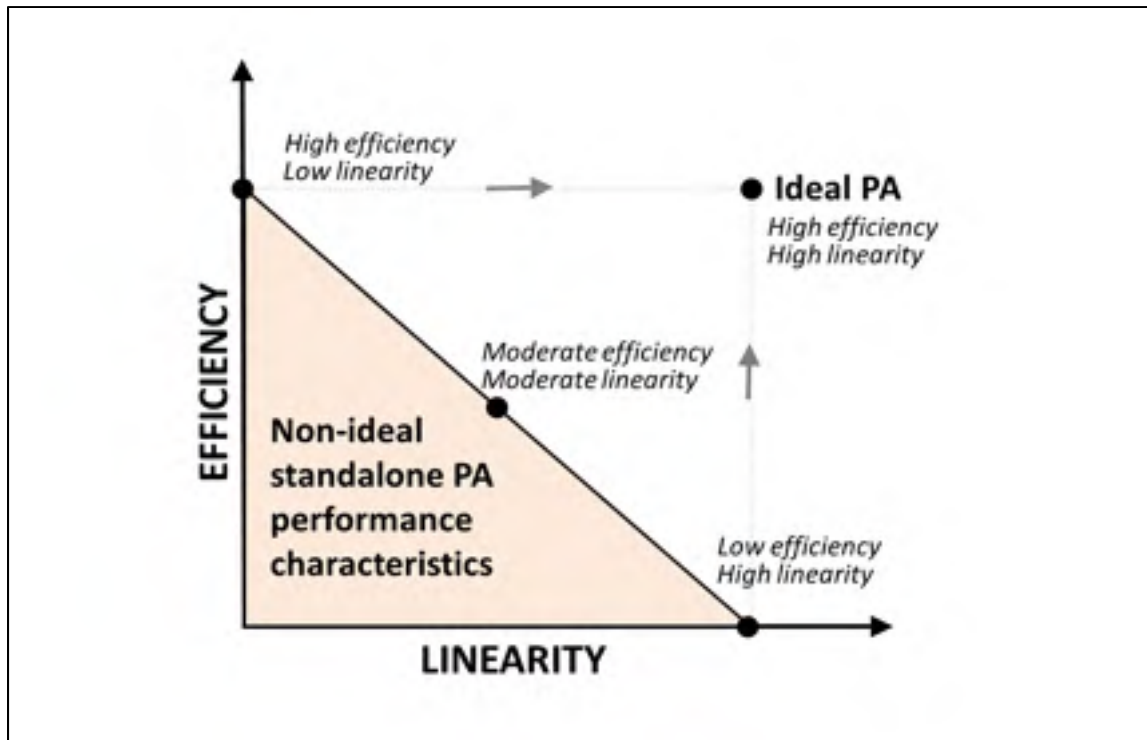 High efficiency
Low linearity
Ideal PA
High efficiency
High linearity
EFFICIENCY
Moderate efficiency
Moderate linearity
Non-ideal
standalone PA
performance
characteristics
Low efficiency
High linearity
LINEARITY